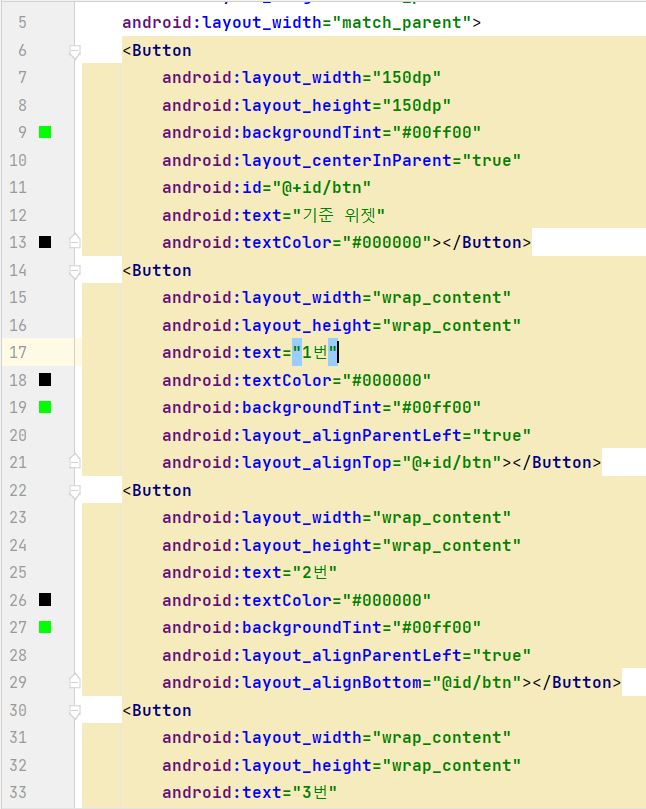 5 android:layout_width="match_parent">
6 <Button
7 android:layout_width="150dp"
8 android:layout_height="150dp"
9 android:backgroundTint="#00ff00"
10 android:layout_centerInParent="true"
11 android:id="@+id/btn"
12 android:text="기준 위젯"
13 android:textColor="#000000"></Button>
14 <Button
15 android:layout_width="wrap_content"
16 android:layout_height="wrap_content"
17 android:text="1번"
18 android:textColor="#000000"
19 android:backgroundTint="#00ff00"
20 android:layout_alignParentLeft="true"
21 android:layout_alignTop="@+id/btn"></Button>
22 <Button
23 android:layout_width="wrap_content"
24 android:layout_height="wrap_content"
25 android:text="2번"
26 android:textColor="#000000"
27 android:backgroundTint="#00ff00"
28 android:layout_alignParentLeft="true"
29 android:layout_alignBottom="@id/btn"></Button>
30 <Button
31 android:layout_width="wrap_content"
32 android:layout_height="wrap_content"
33 android:text="3번"